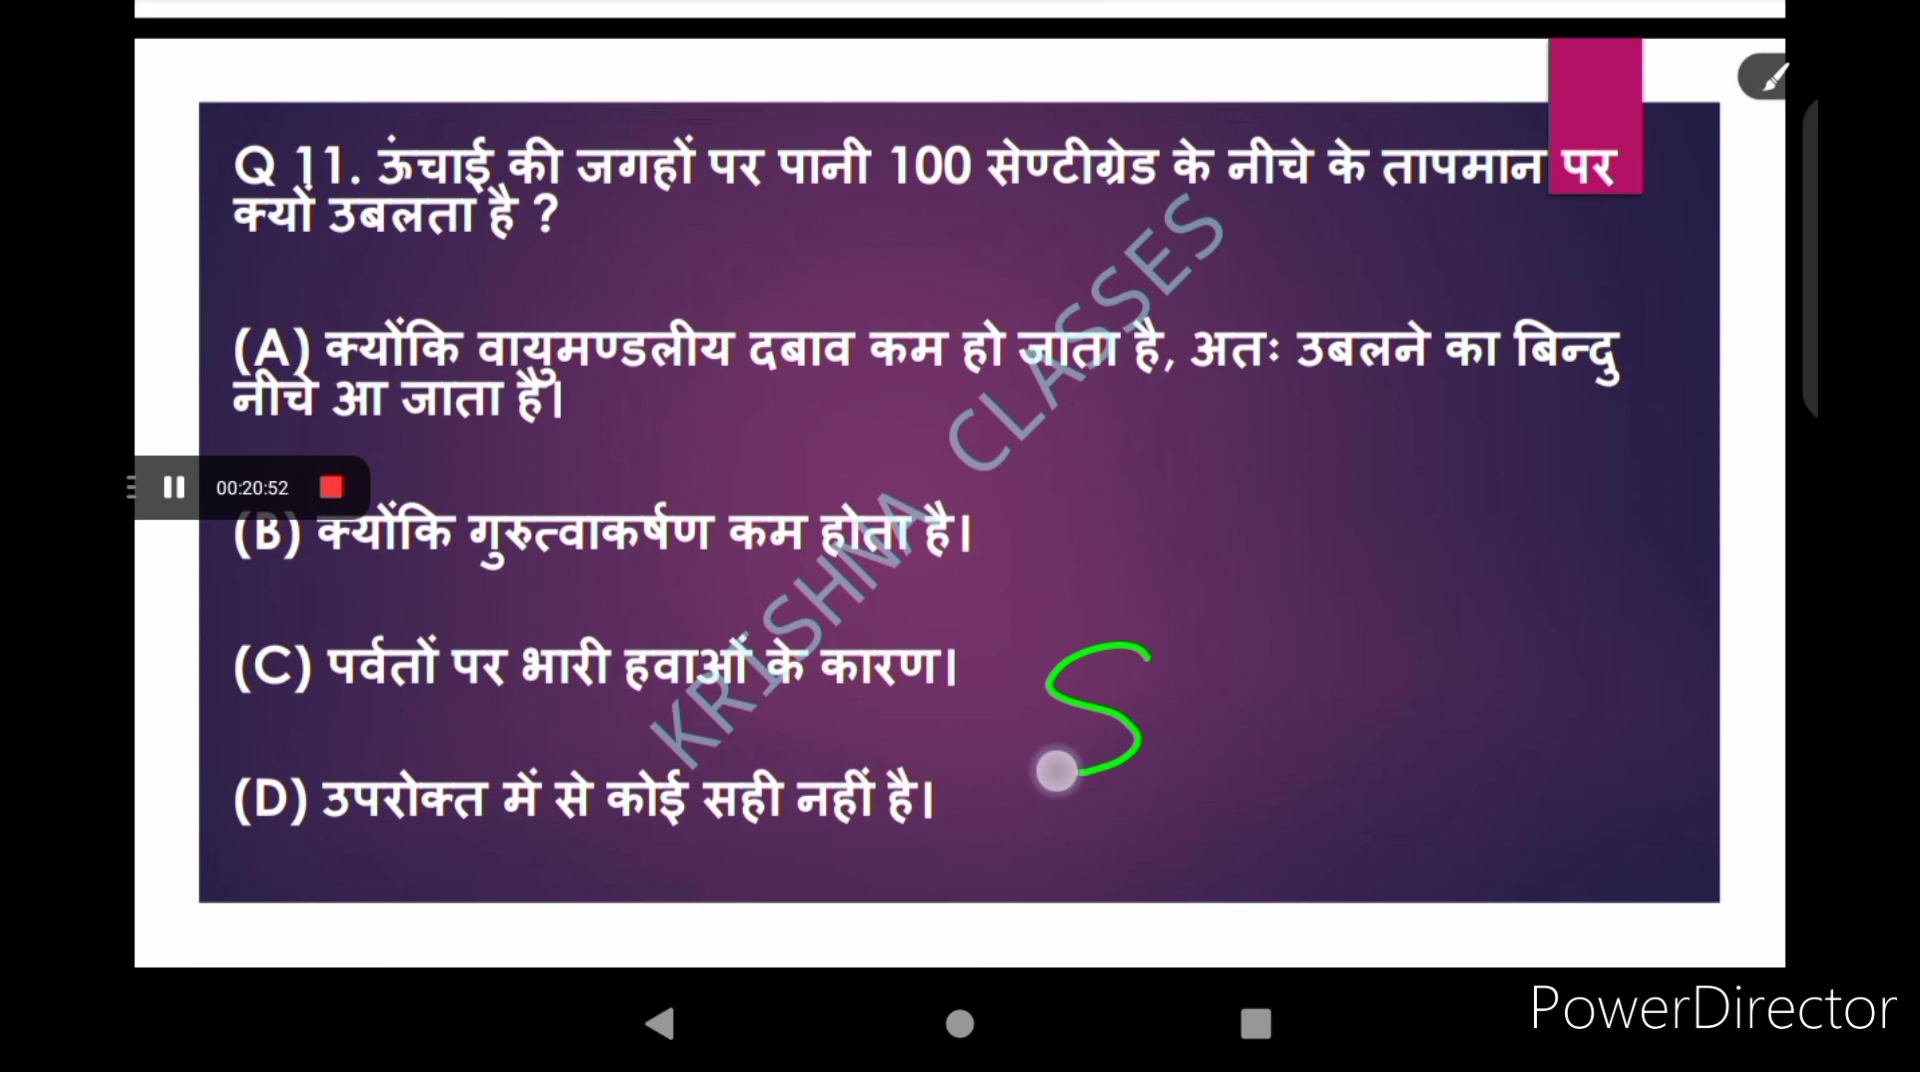 Q 11. ऊंचाई की जगहों पर पानी 100 सेण्टीग्रेड के नीचे के तापमान पर
क्यों उबलता है ?
(A) क्योंकि वायुमण्डलीय दबाव कम हो जाता है, अतः उबलने का बिन्दु
नीचे आ जाता है।
00:20:52
(B) क्योंकि गुरुत्वाकर्षण कम होता है।
(C) पर्वतों पर भारी हवाओं के कारण।
S
(D) उपरोक्त में से कोई सही नहीं है।
KRISHNA CLASSES
PowerDirector